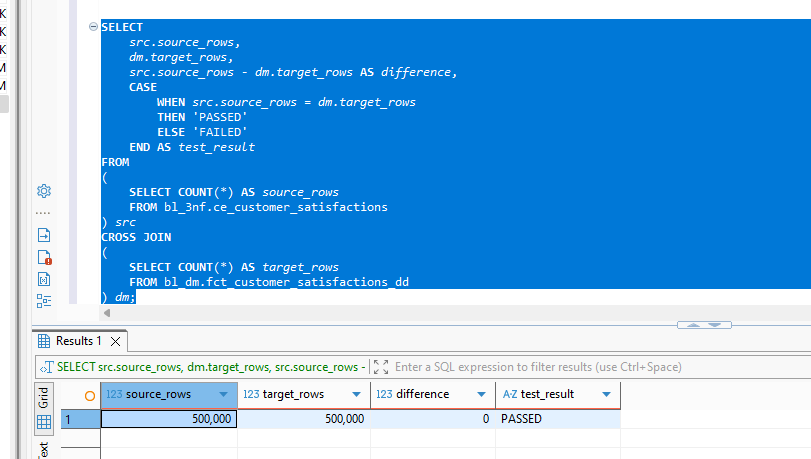 K
K
K
M
M
SELECT
src.source_rows,
dm.target_rows,
src.source_rows - dm.target_rows AS difference,
CASE
WHEN src.source_rows = dm.target_rows
THEN 'PASSED'
ELSE 'FAILED'
END AS test_result
FROM
(
SELECT COUNT(*) AS source_rows
FROM bl_3nf.ce_customer_satisfactions
) src
CROSS JOIN
(
SELECT COUNT(*) AS target_rows
FROM bl_dm.fct_customer_satisfactions_dd
) dm;
Results 1
SELECT src.source_rows, dm.target_rows, src.source_rows - Enter a SQL expression to filter results (use Ctrl+Space)
Grid
123 source_rows 123 target_rows 123 difference A-Z test_result
1 500,000 500,000 0 PASSED